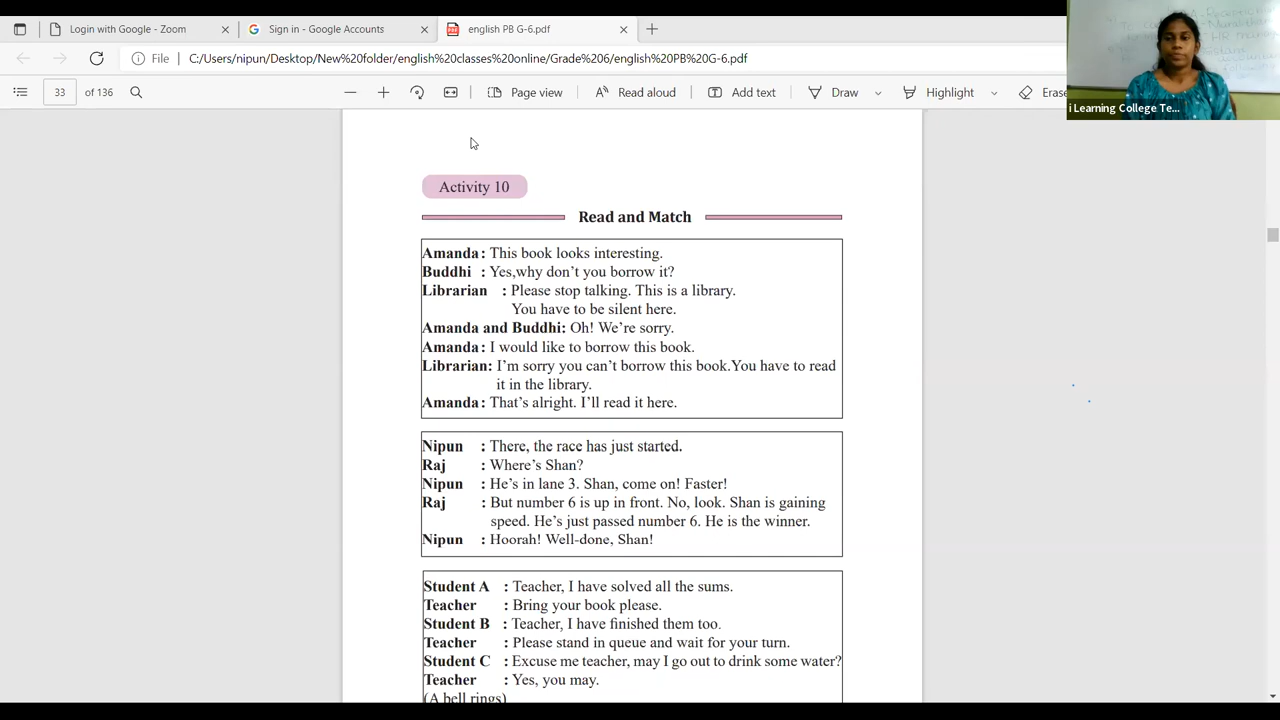 Login with Google - Zoom
Sign in - Google Accounts
english PB G-6.pdf
File
C:/Users/nipun/Desktop/New%20folder/english%20classes%20online/Grade%206/english%20PB%20G-6.pdf
33 of 136
Page view
Read aloud
Add text
Draw
Highlight
i Learning College Te...
Activity 10
Read and Match
Amanda : This book looks interesting.
Buddhi : Yes,why don't you borrow it?
Librarian : Please stop talking. This is a library.
You have to be silent here.
Amanda and Buddhi: Oh! We're sorry.
Amanda : I would like to borrow this book.
Librarian: I'm sorry you can't borrow this book.You have to read
it in the library.
Amanda : That's alright. I'll read it here.
Nipun : There, the race has just started.
Raj : Where's Shan?
Nipun : He's in lane 3. Shan, come on! Faster!
Raj : But number 6 is up in front. No, look. Shan is gaining
speed. He's just passed number 6. He is the winner.
Nipun : Hoorah! Well-done, Shan!
Student A : Teacher, I have solved all the sums.
Teacher : Bring your book please.
Student B : Teacher, I have finished them too.
Teacher : Please stand in queue and wait for your turn.
Student C : Excuse me teacher, may I go out to drink some water?
Teacher : Yes, you may.
(A bell rings)